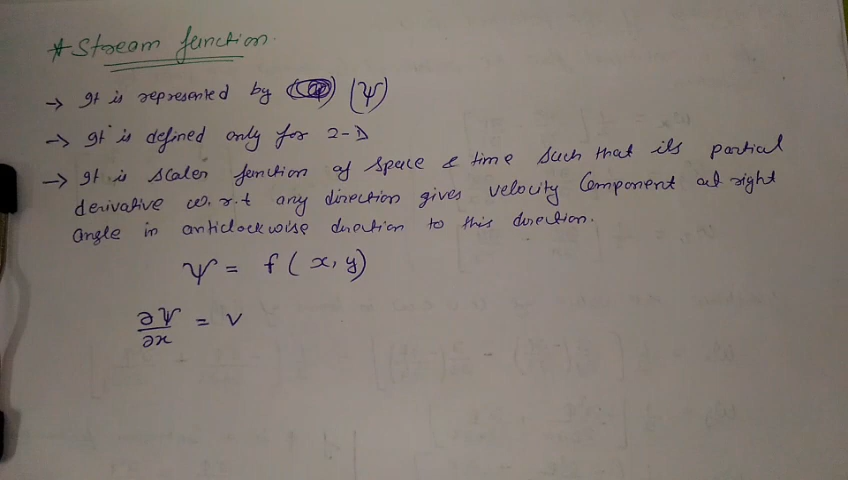 * Stream function.
→ It is represented by (Ψ)
→ It is defined only for 2-D
→ It is scaler function of space & time such that its partial
derivative w.r.t any direction gives velocity component at right
angle in anticlockwise direction to this direction.
Ψ = f(x, y)
∂Ψ/∂x = v